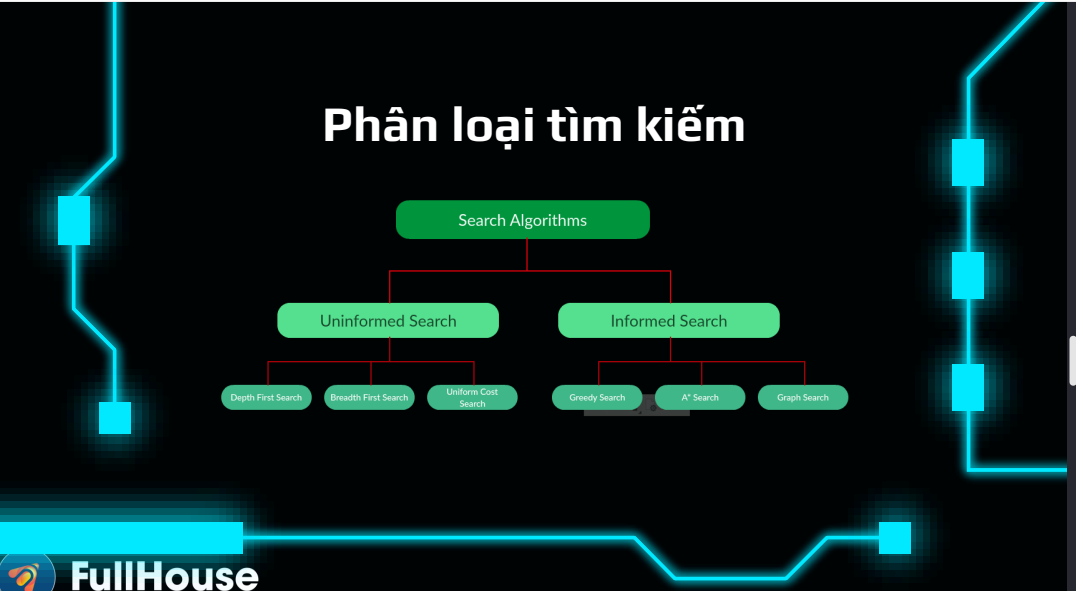 Phân loại tìm kiếm
Search Algorithms
Uninformed Search
Informed Search
Depth First Search
Breadth First Search
Uniform Cost
Search
Greedy Search
A* Search
Graph Search
FullHouse